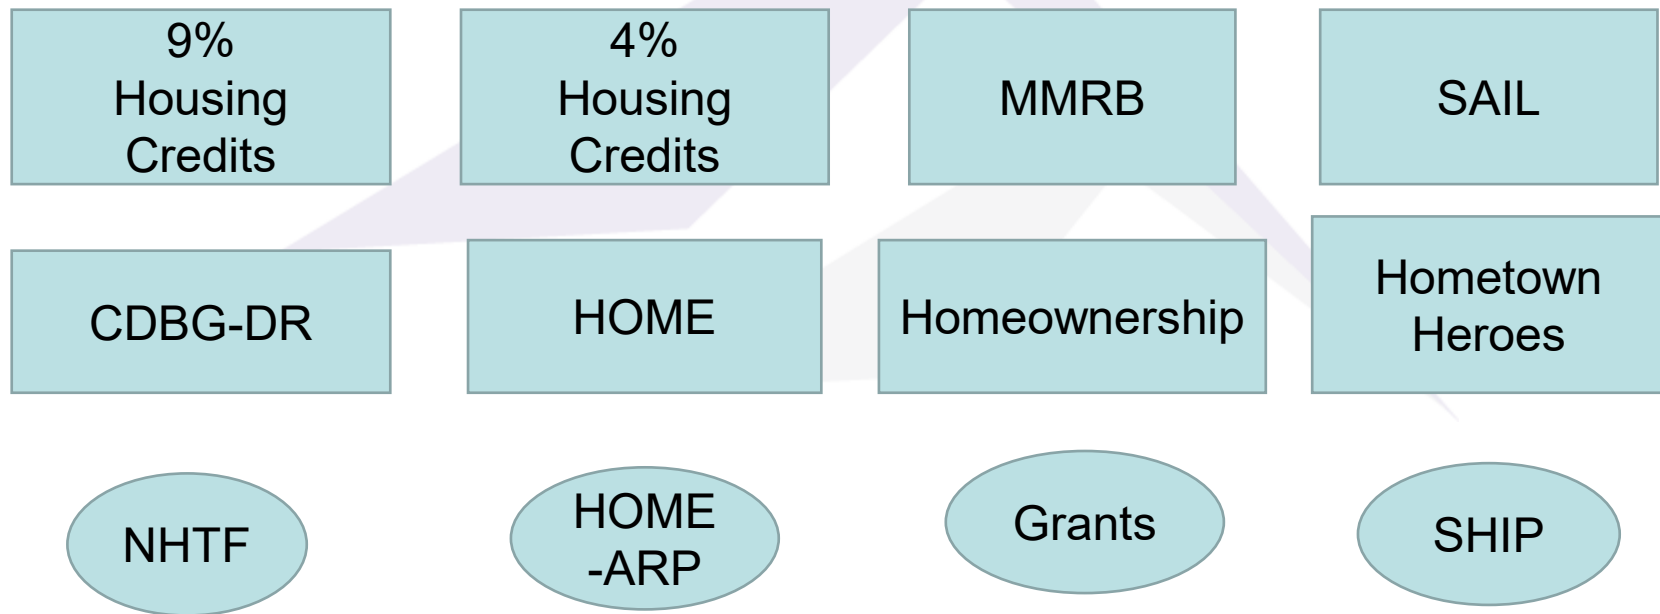 9%
Housing
Credits
4%
Housing
Credits
MMRB
SAIL
CDBG-DR
HOME
Homeownership
Hometown
Heroes
NHTF
HOME
-ARP
Grants
SHIP